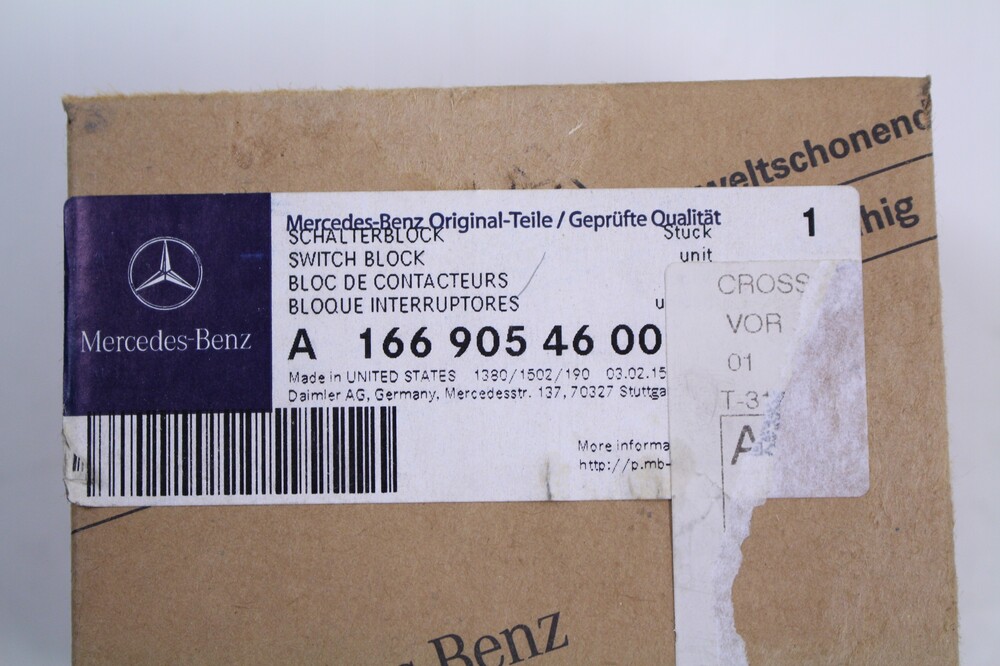 weltschonend
hig
Mercedes-Benz
Mercedes-Benz Original-Teile / Geprüfte Qualität
1
SCHALTERBLOCK Stuck
SWITCH BLOCK unit
BLOC DE CONTACTEURS
BLOQUE INTERRUPTORES u
A 166 905 46 00
Made in UNITED STATES 1380/1502/190 03.02.15
Daimler AG, Germany, Mercedesstr. 137, 70327 Stuttga
More informa
http://p.mb-
CROSS
VOR
01
T-31
A
Benz